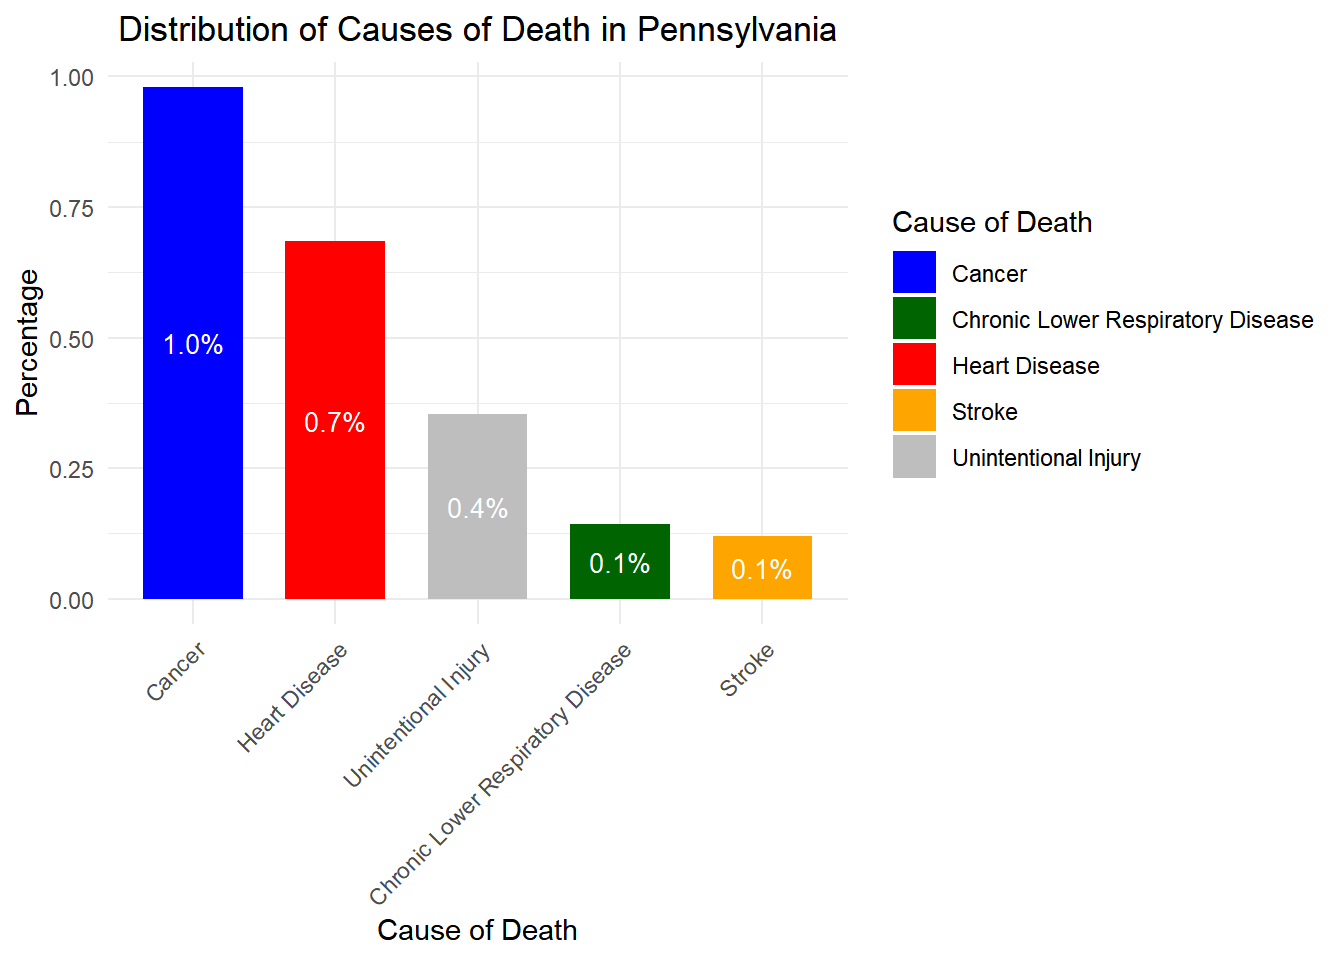 Distribution of Causes of Death in Pennsylvania
Percentage
1.00
0.75
0.50
0.25
0.00
1.0%
0.7%
0.4%
0.1%
0.1%
Cancer
Heart Disease
Unintentional Injury
Chronic Lower Respiratory Disease
Stroke
Cause of Death
Cause of Death
Cancer
Chronic Lower Respiratory Disease
Heart Disease
Stroke
Unintentional Injury